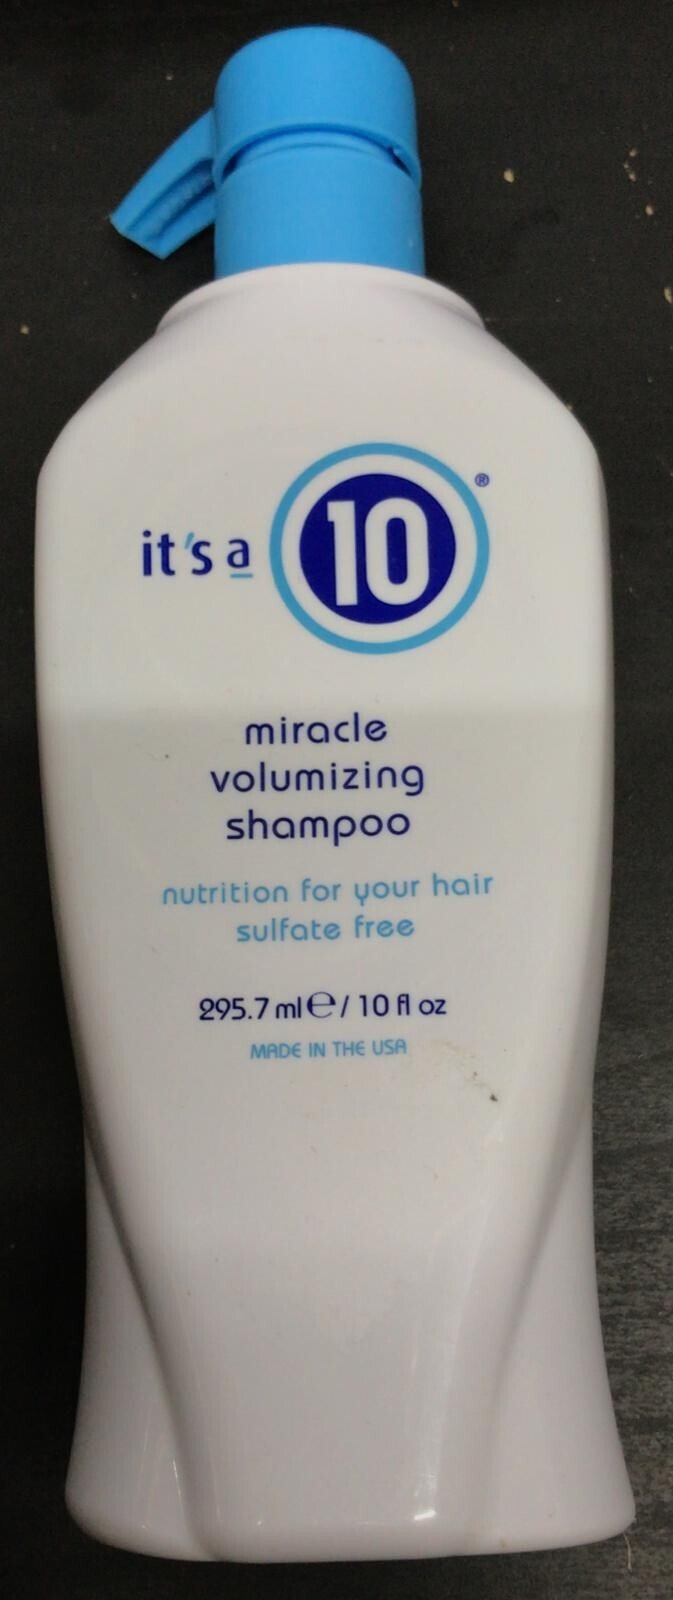 it's a 10®
miracle
volumizing
shampoo
nutrition for your hair
sulfate free
295.7 ml ℮ / 10 fl oz
MADE IN THE USA